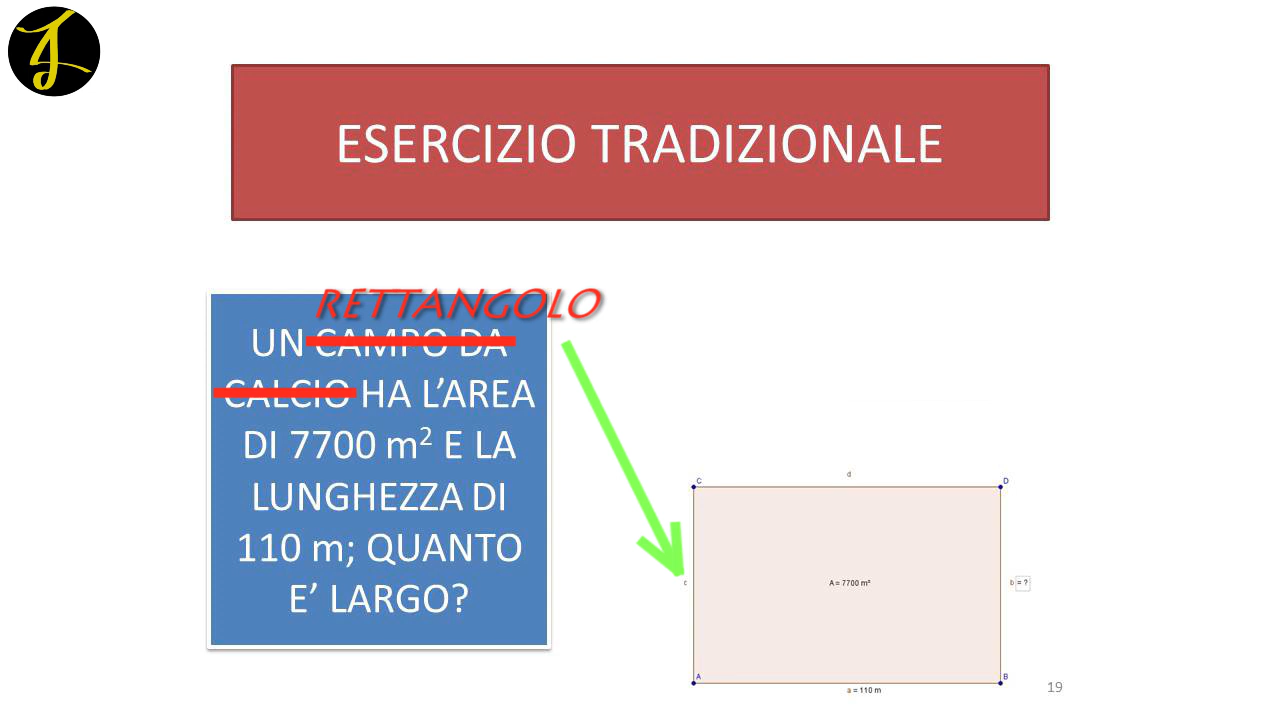 ESERCIZIO TRADIZIONALE
RETTANGOLO
UN CAMPO DA
CALCIO HA L'AREA
DI 7700 m² E LA
LUNGHEZZA DI
110 m; QUANTO
E' LARGO?
d
C
D
c
A = 7700 m²
b = ?
A
B
a = 110 m
19